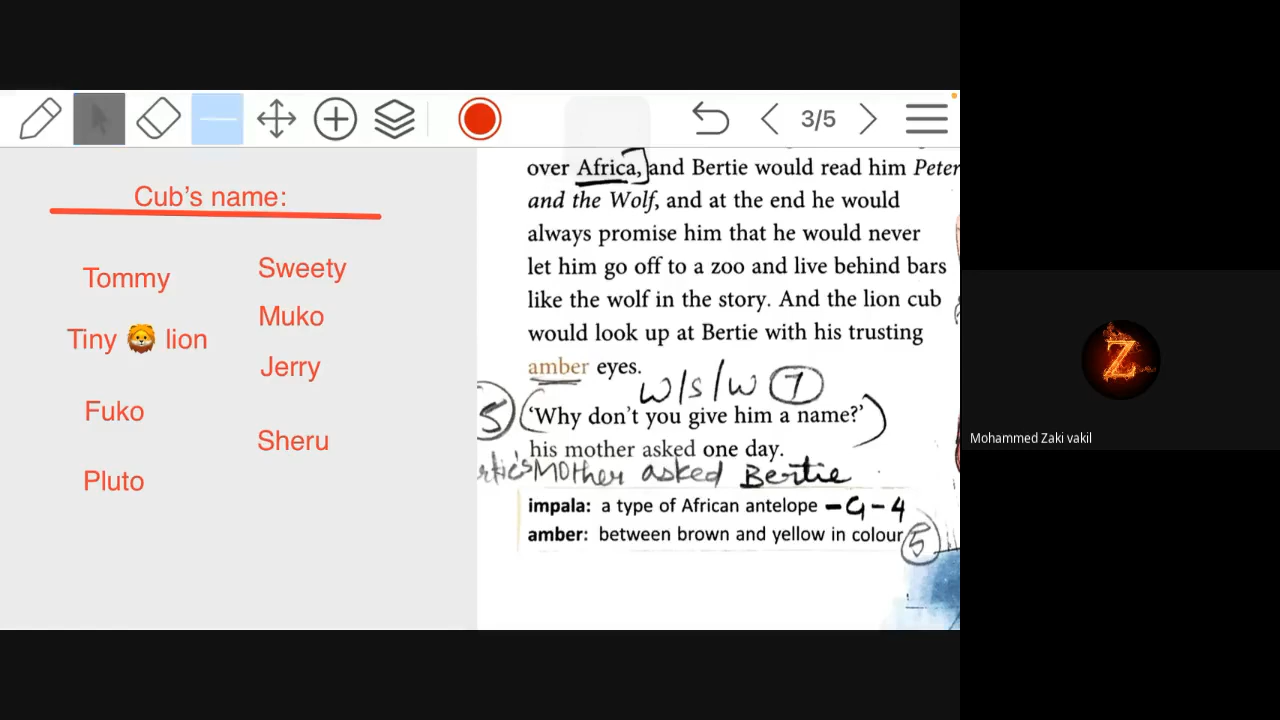 3/5
Cub's name:
Tommy
Sweety
Tiny 🦁 lion
Muko
Jerry
Fuko
Sheru
Pluto
over Africa, and Bertie would read him Peter
and the Wolf, and at the end he would
always promise him that he would never
let him go off to a zoo and live behind bars
like the wolf in the story. And the lion cub
would look up at Bertie with his trusting
amber eyes.
W/S/W 7
5 'Why don't you give him a name?'
his mother asked one day.
Mother asked Bertie
impala: a type of African antelope - G - 4
amber: between brown and yellow in colour 5
Z
Mohammed Zaki vakil